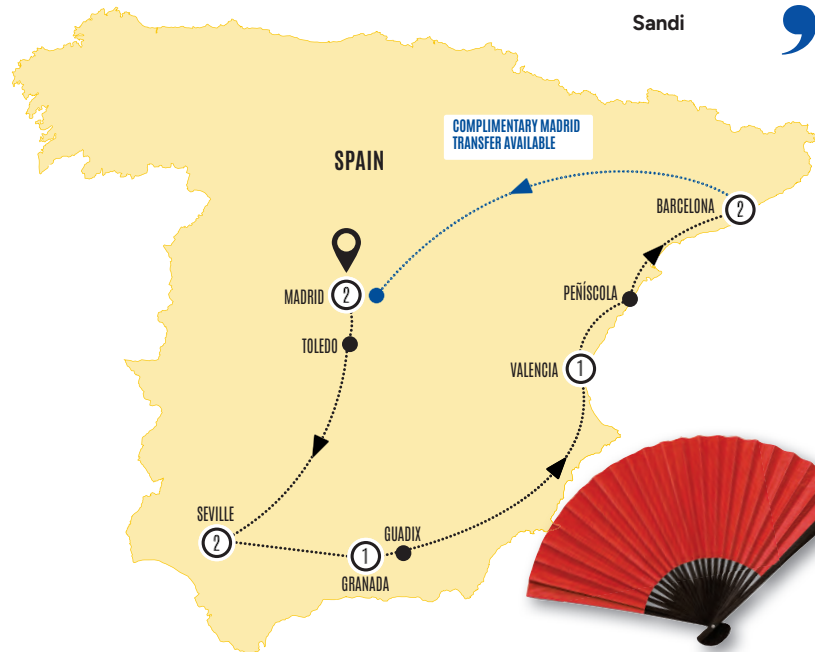 Sandi
’
COMPLIMENTARY MADRID
TRANSFER AVAILABLE
SPAIN
BARCELONA
2
MADRID
2
PEÑÍSCOLA
TOLEDO
VALENCIA
1
SEVILLE
2
GUADIX
1
GRANADA